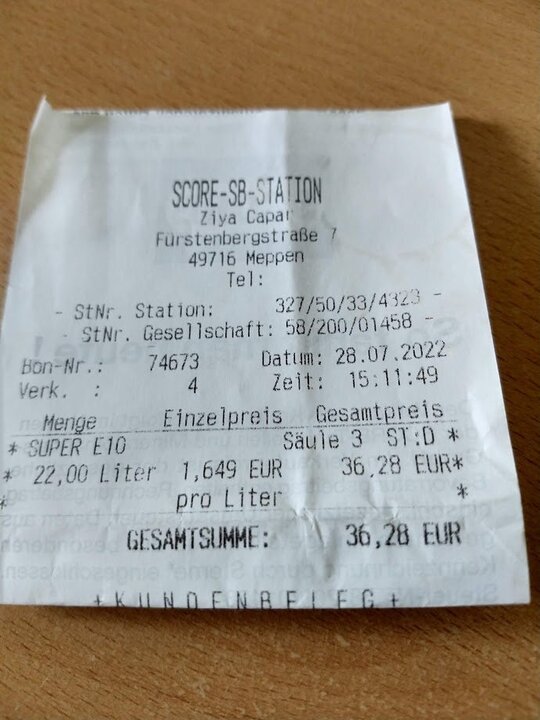 SCORE-SB-STATION
Ziya Capar
Fürstenbergstraße 7
49716 Meppen
Tel:
- StNr. Station: 327/50/33/4323 -
- StNr. Gesellschaft: 58/200/01458 -
Bon-Nr.: 74673 Datum: 28.07.2022
Verk. : 4 Zeit: 15:11:49
Menge Einzelpreis Gesamtpreis
* SUPER E10 Säule 3 ST:D *
* 22,00 Liter 1,649 EUR 36,28 EUR*
* pro Liter *
GESAMTSUMME: 36,28 EUR
+ K U N D E N B E L E G +